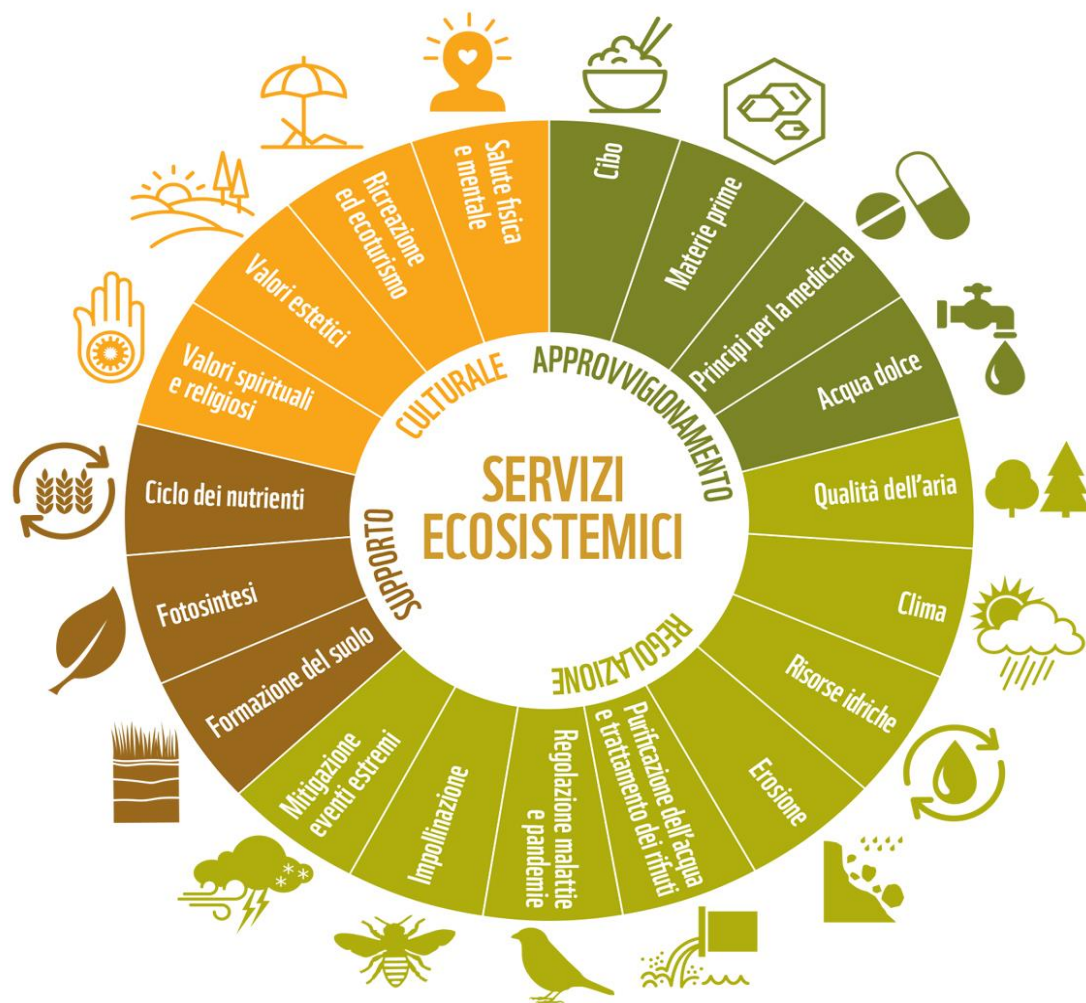 SERVIZI
ECOSISTEMICI
APPROVVIGIONAMENTO
Cibo
Materie prime
Principi per la medicina
Acqua dolce
REGOLAZIONE
Qualità dell'aria
Clima
Risorse idriche
Erosione
Purificazione dell'acqua
e trattamento dei rifiuti
Regolazione malattie
e pandemie
Impollinazione
Mitigazione
eventi estremi
SUPPORTO
Formazione del suolo
Fotosintesi
Ciclo dei nutrienti
CULTURALE
Valori spirituali
e religiosi
Valori estetici
Ricreazione
ed ecoturismo
Salute fisica
e mentale